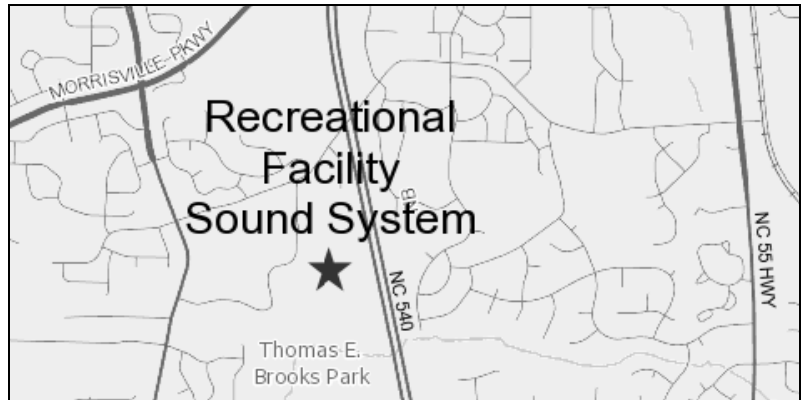 MORRISVILLE PKWY
Recreational
Facility
Sound System
NC 540
NC 55 HWY
Thomas E.
Brooks Park